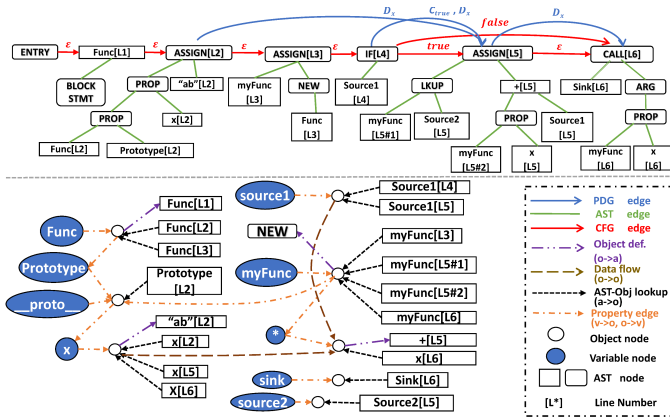 D_x
C_true, D_x
false
D_x
ENTRY
ε
Func[L1]
ε
ASSIGN[L2]
ε
ASSIGN[L3]
ε
IF[L4]
true
ASSIGN[L5]
ε
CALL[L6]
BLOCK
STMT
PROP
"ab"[L2]
myFunc
[L3]
NEW
Source1
[L4]
LKUP
+[L5]
Sink[L6]
ARG
PROP
x[L2]
Func
[L3]
myFunc
[L5#1]
Source2
[L5]
PROP
Source1
[L5]
PROP
Func[L2]
Prototype[L2]
myFunc
[L5#2]
x
[L5]
myFunc
[L6]
x
[L6]
Func
Func[L1]
Func[L2]
Func[L3]
Prototype
Prototype
[L2]
__proto__
x
"ab"[L2]
x[L2]
x[L5]
X[L6]
source1
Source1[L4]
Source1[L5]
NEW
myFunc
myFunc[L3]
myFunc[L5#1]
myFunc[L5#2]
myFunc[L6]
*
+[L5]
x[L6]
sink
Sink[L6]
source2
Source2[L5]
PDG edge
AST edge
CFG edge
Object def.
(o->a)
Data flow
(o->o)
AST-Obj lookup
(a->o)
Property edge
(v->o, o->v)
Object node
Variable node
AST node
[L*] Line Number